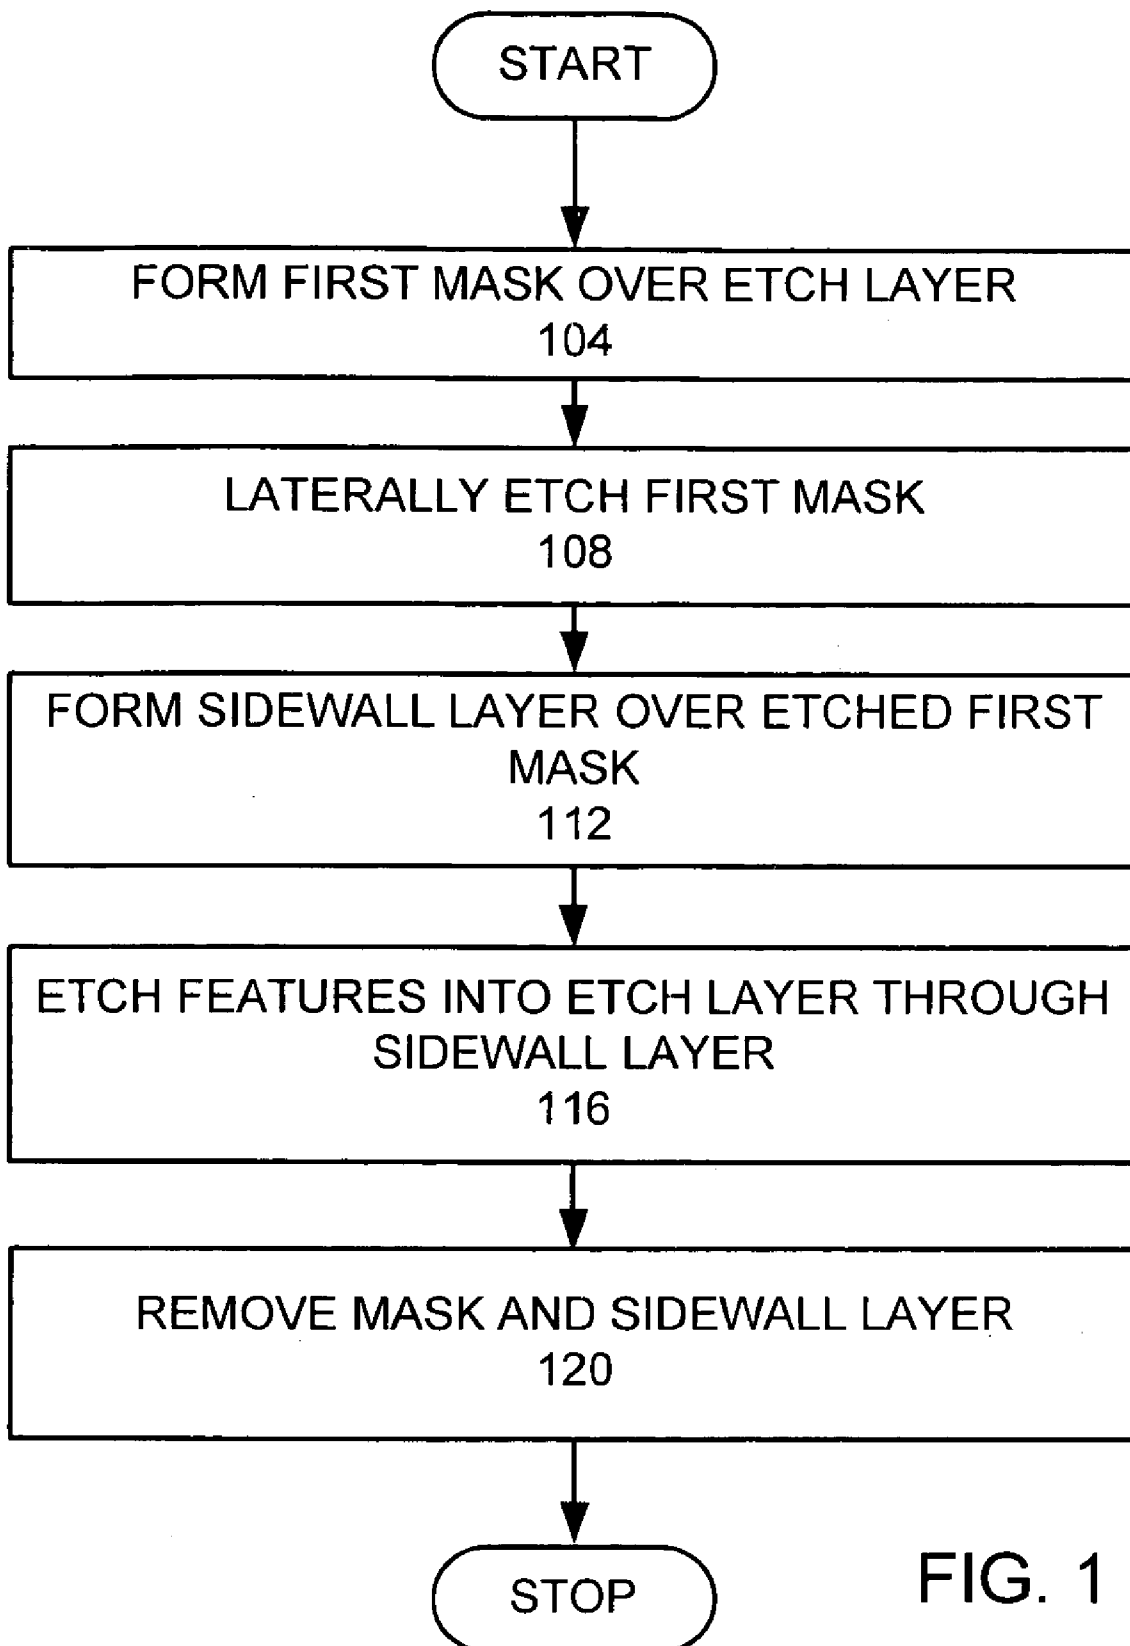 START
FORM FIRST MASK OVER ETCH LAYER
104
LATERALLY ETCH FIRST MASK
108
FORM SIDEWALL LAYER OVER ETCHED FIRST
MASK
112
ETCH FEATURES INTO ETCH LAYER THROUGH
SIDEWALL LAYER
116
REMOVE MASK AND SIDEWALL LAYER
120
STOP
FIG. 1